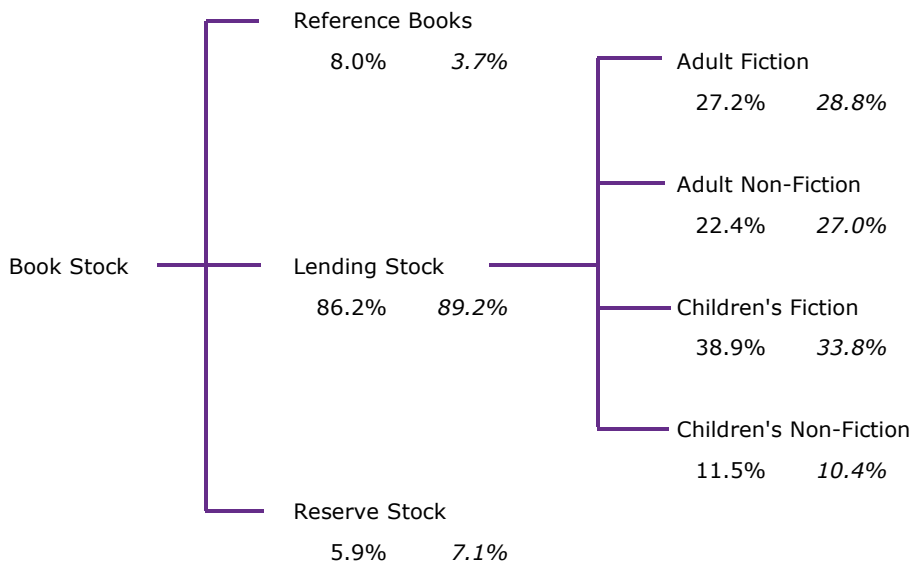 Reference Books
8.0% 3.7%
Adult Fiction
27.2% 28.8%
Adult Non-Fiction
22.4% 27.0%
Book Stock
Lending Stock
86.2% 89.2%
Children's Fiction
38.9% 33.8%
Children's Non-Fiction
11.5% 10.4%
Reserve Stock
5.9% 7.1%